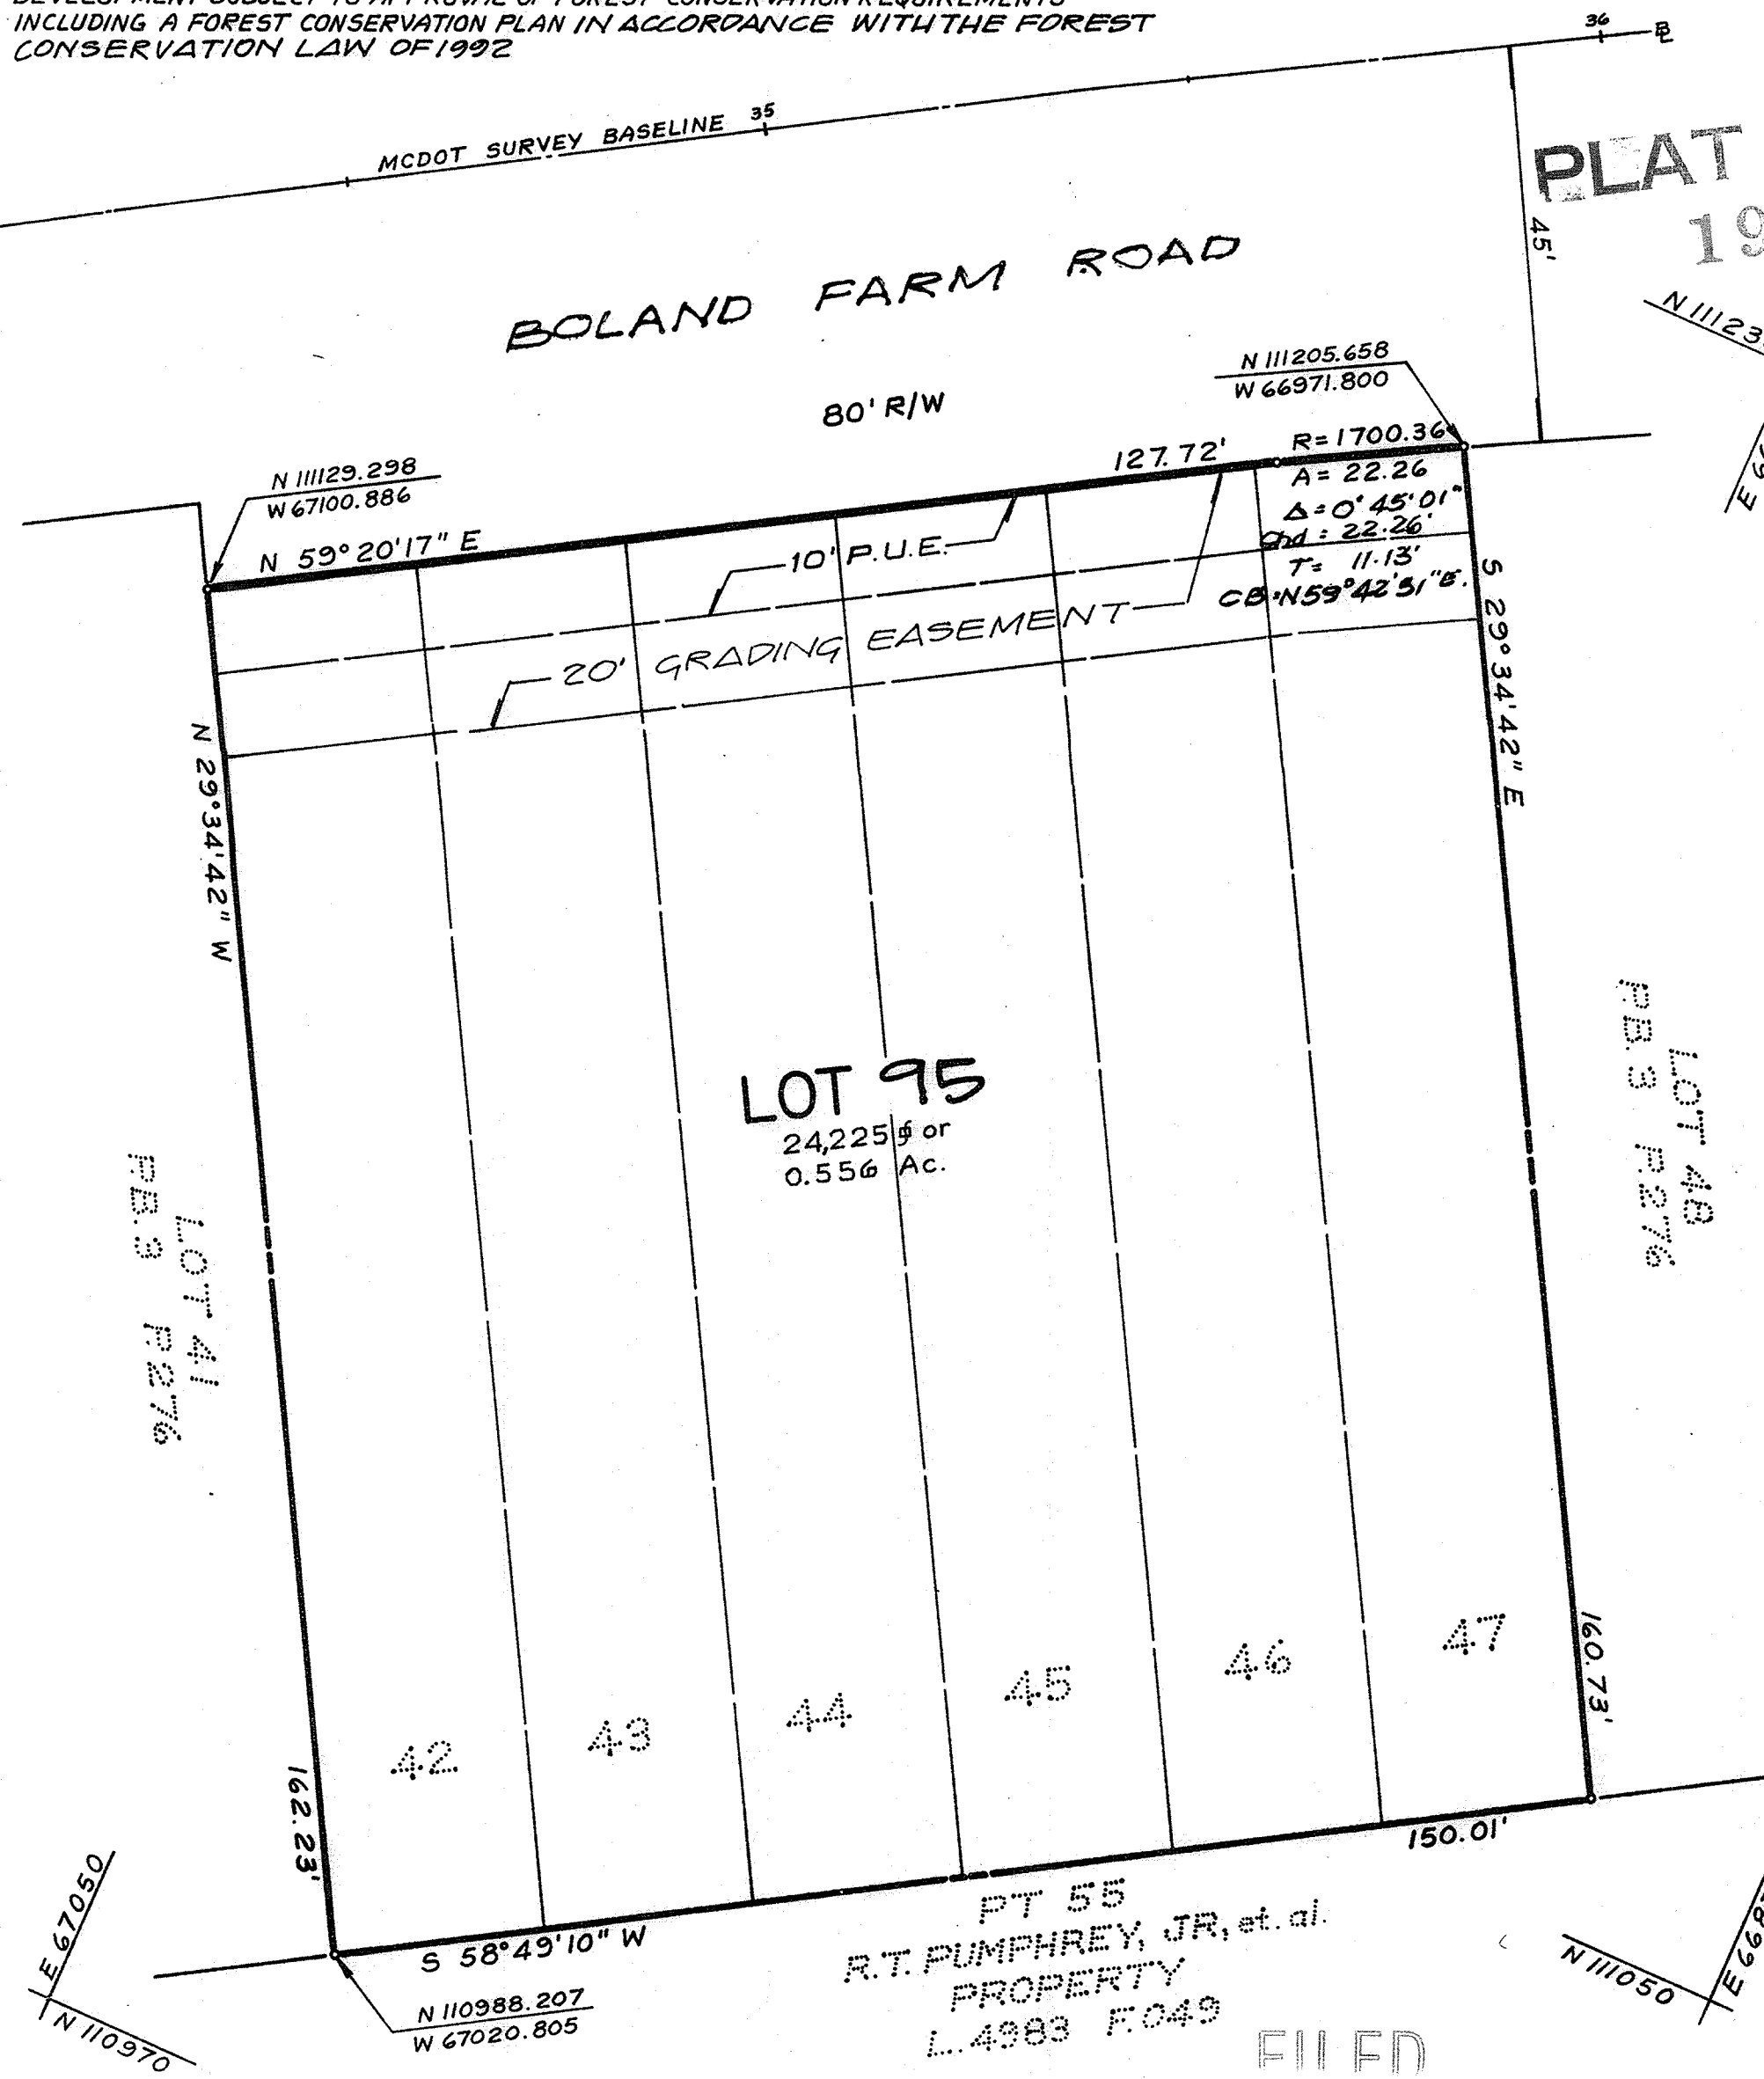 INCLUDING A FOREST CONSERVATION PLAN IN ACCORDANCE WITH THE FOREST
CONSERVATION LAW OF 1992
36
MCDOT SURVEY BASELINE 35
PLAT
19
45'
BOLAND FARM ROAD
80' R/W
N 111205.658
W 66971.800
N 11123
N 111129.298
W 67100.886
N 59° 20'17" E
127.72'
R=1700.36'
A = 22.26
Δ = 0° 45' 01"
Chd = 22.26'
T = 11.13'
CB=N59°42'51"E.
10' P.U.E.
20' GRADING EASEMENT
N 29°34'42" W
S 29°34'42" E
LOT 95
24,225 or
0.556 Ac.
LOT 41
P.B. 3 P.276
LOT 48
P.B. 3 P.276
42
43
44
45
46
47
162.23'
160.73'
S 58°49'10" W
150.01'
PT 55
R.T. PUMPHREY, JR, et. al.
PROPERTY
L. 4983 F. 049
N 110988.207
W 67020.805
E 67050
N 110970
N 111050
FILED